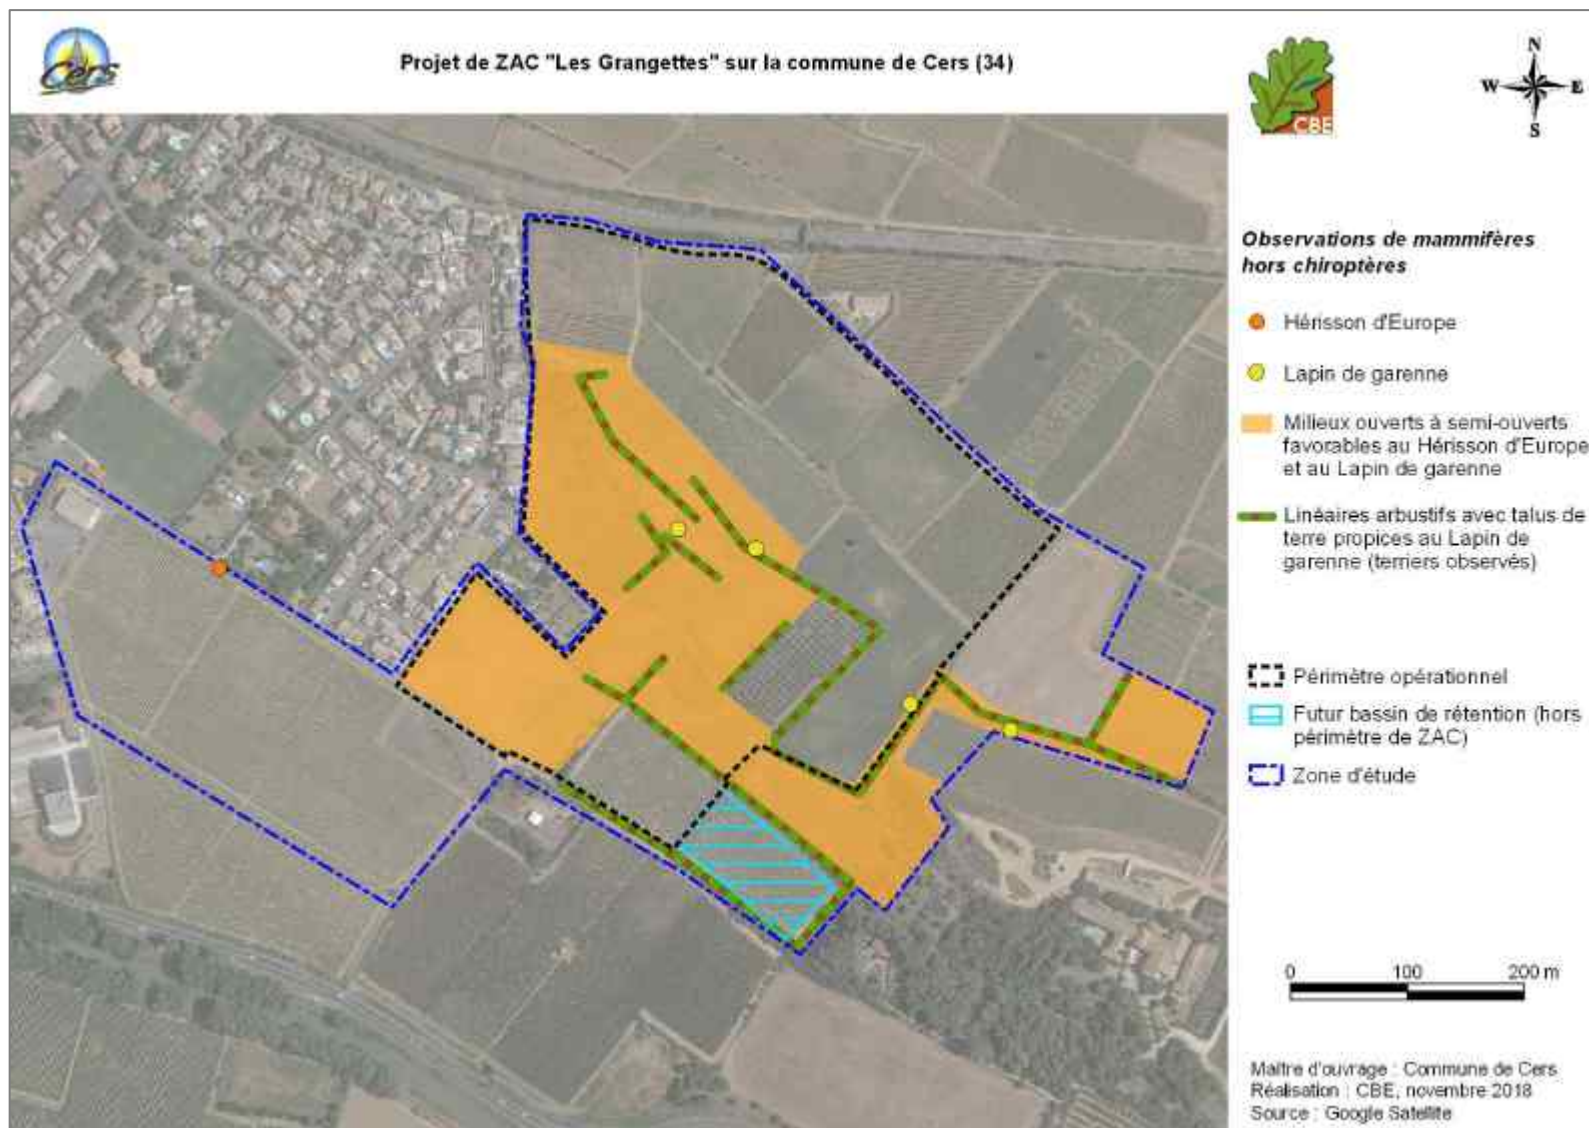 Cers
Projet de ZAC "Les Grangettes" sur la commune de Cers (34)
CBE
N
W E
S
Observations de mammifères
hors chiroptères
Hérisson d'Europe
Lapin de garenne
Milieux ouverts à semi-ouverts
favorables au Hérisson d'Europe
et au Lapin de garenne
Linéaires arbustifs avec talus de
terre propices au Lapin de
garenne (terriers observés)
Périmètre opérationnel
Futur bassin de rétention (hors
périmètre de ZAC)
Zone d'étude
0 100 200 m
Maître d'ouvrage : Commune de Cers
Réalisation : CBE, novembre 2018
Source : Google Satellite